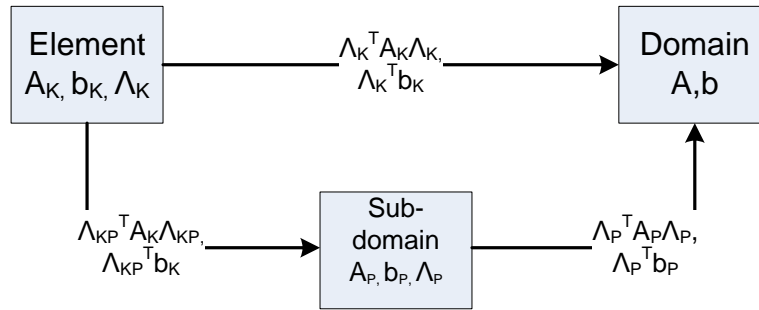 Element
A_K, b_K, Λ_K
Λ_K^T A_K Λ_K,
Λ_K^T b_K
Domain
A,b
Λ_KP^T A_K Λ_KP,
Λ_KP^T b_K
Sub-
domain
A_P, b_P, Λ_P
Λ_P^T A_P Λ_P,
Λ_P^T b_P